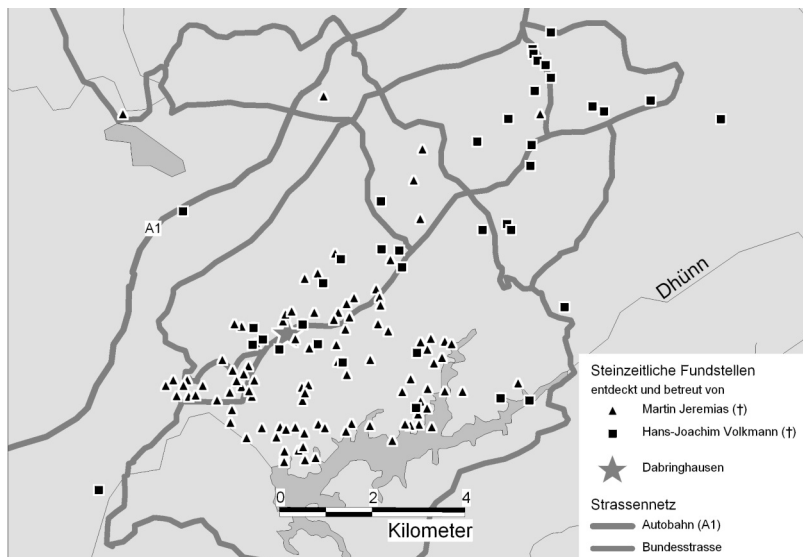 A1
Dhünn
Steinzeitliche Fundstellen
entdeckt und betreut von
Martin Jeremias (†)
Hans-Joachim Volkmann (†)
Dabringhausen
Strassennetz
Autobahn (A1)
Bundesstrasse
0 2 4
Kilometer